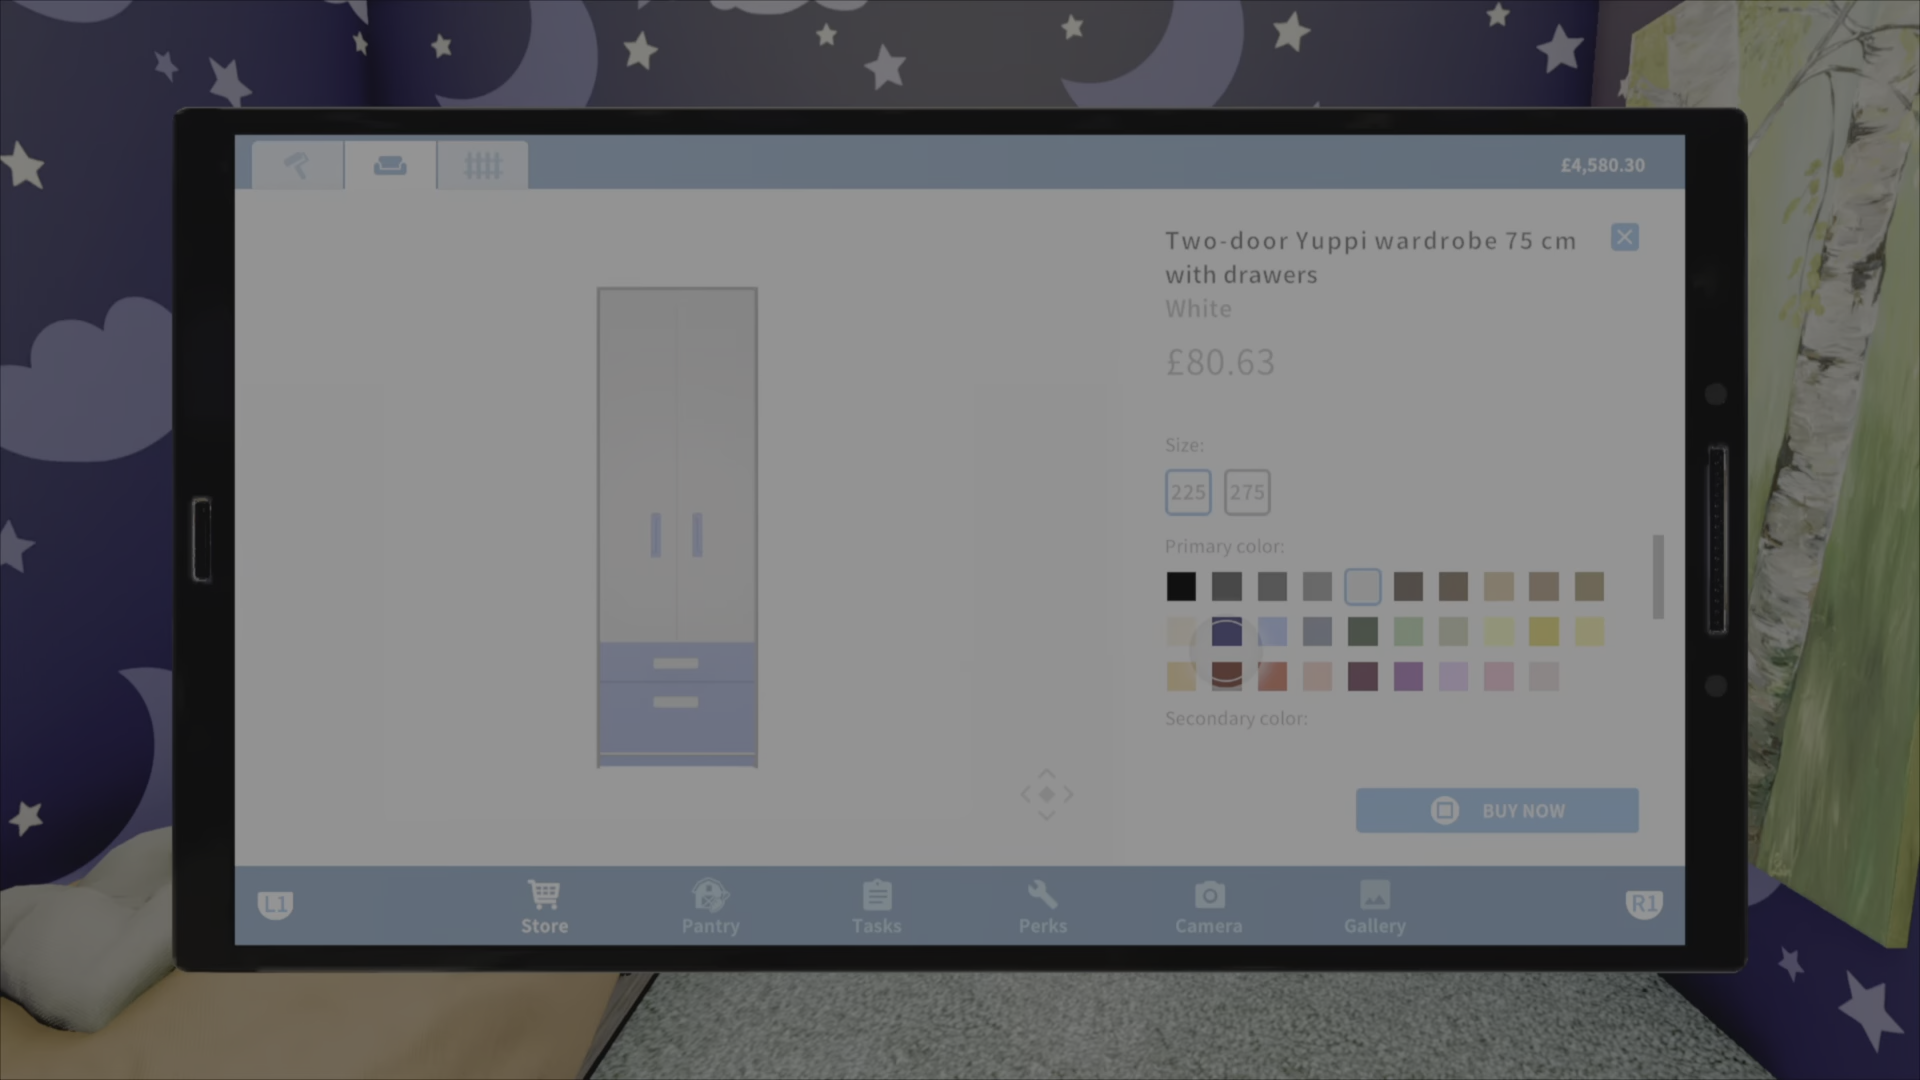 £4,580.30
Two-door Yuppi wardrobe 75 cm
with drawers
White
£80.63
Size:
225 275
Primary color:
Secondary color:
BUY NOW
L1 Store Pantry Tasks Perks Camera Gallery R1